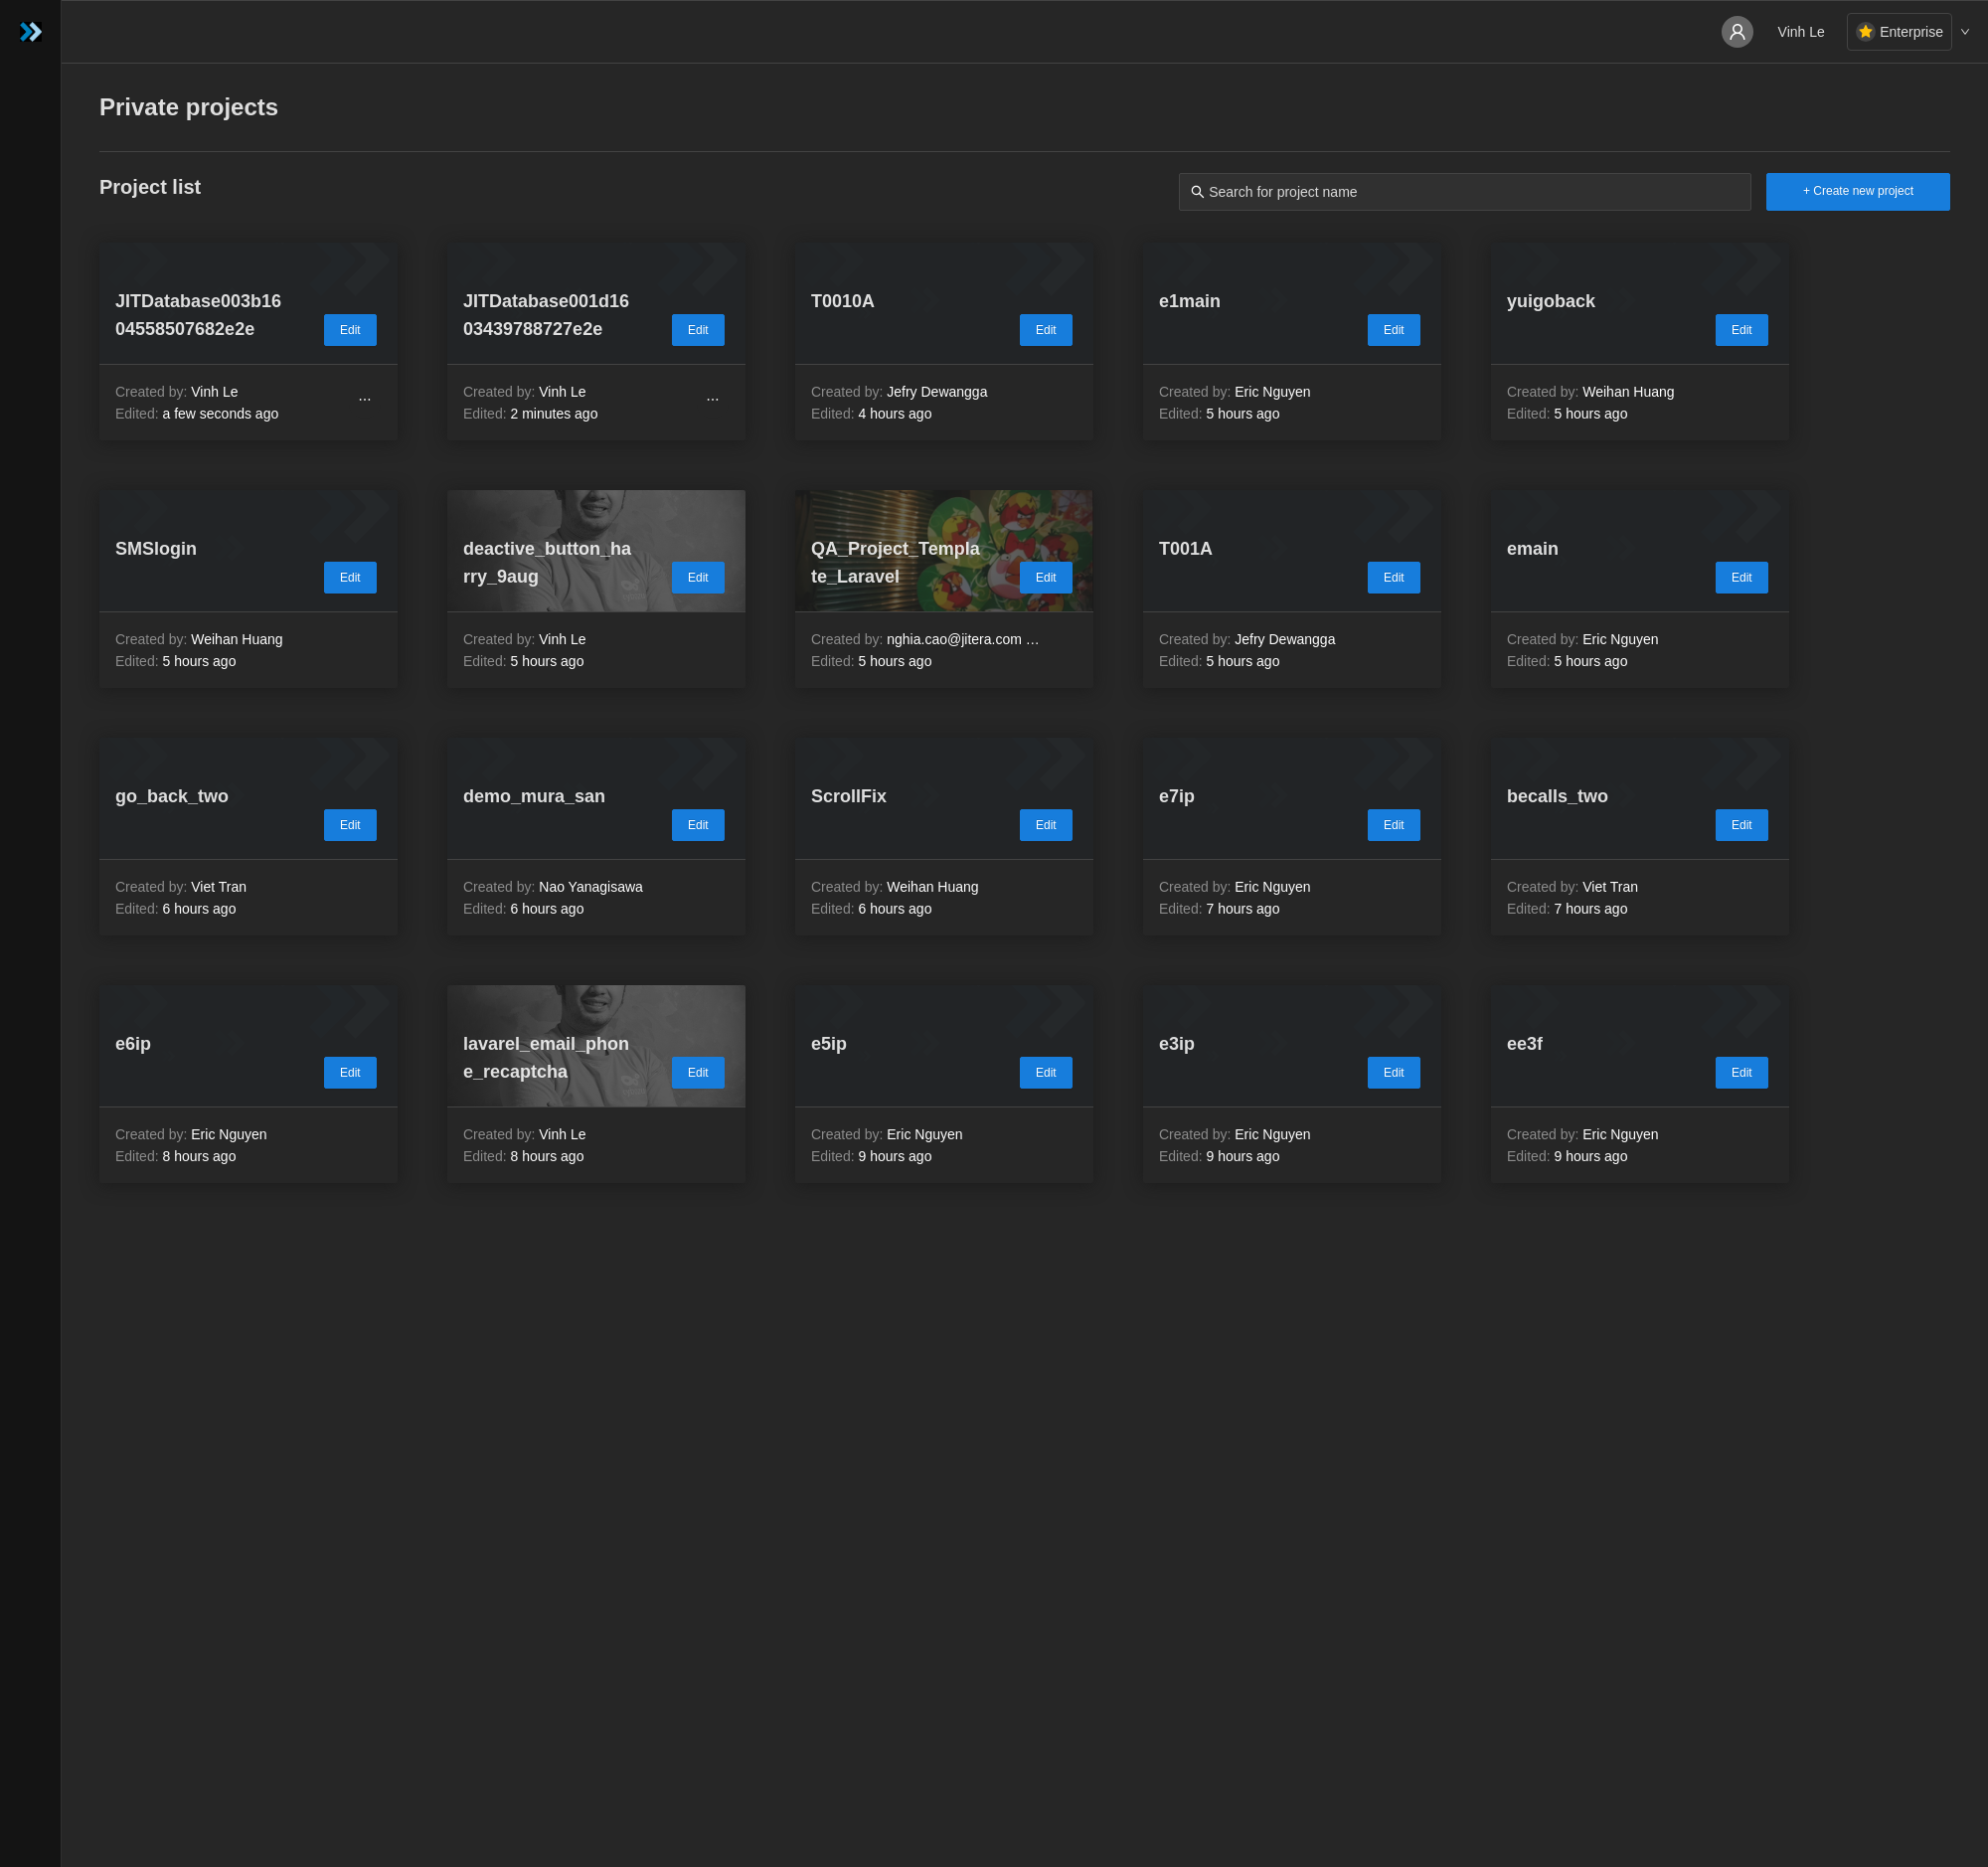 Vinh Le
Enterprise
Private projects
Project list
Search for project name
+ Create new project
JITDatabase003b16
04558507682e2e
Edit
Created by: Vinh Le
...
Edited: a few seconds ago
JITDatabase001d16
03439788727e2e
Edit
Created by: Vinh Le
...
Edited: 2 minutes ago
T0010A
Edit
Created by: Jefry Dewangga
Edited: 4 hours ago
e1main
Edit
Created by: Eric Nguyen
Edited: 5 hours ago
yuigoback
Edit
Created by: Weihan Huang
Edited: 5 hours ago
SMSlogin
Edit
Created by: Weihan Huang
Edited: 5 hours ago
deactive_button_ha
rry_9aug
Edit
Created by: Vinh Le
Edited: 5 hours ago
QA_Project_Templa
te_Laravel
Edit
Created by: nghia.cao@jitera.com …
Edited: 5 hours ago
T001A
Edit
Created by: Jefry Dewangga
Edited: 5 hours ago
emain
Edit
Created by: Eric Nguyen
Edited: 5 hours ago
go_back_two
Edit
Created by: Viet Tran
Edited: 6 hours ago
demo_mura_san
Edit
Created by: Nao Yanagisawa
Edited: 6 hours ago
ScrollFix
Edit
Created by: Weihan Huang
Edited: 6 hours ago
e7ip
Edit
Created by: Eric Nguyen
Edited: 7 hours ago
becalls_two
Edit
Created by: Viet Tran
Edited: 7 hours ago
e6ip
Edit
Created by: Eric Nguyen
Edited: 8 hours ago
lavarel_email_phon
e_recaptcha
Edit
Created by: Vinh Le
Edited: 8 hours ago
e5ip
Edit
Created by: Eric Nguyen
Edited: 9 hours ago
e3ip
Edit
Created by: Eric Nguyen
Edited: 9 hours ago
ee3f
Edit
Created by: Eric Nguyen
Edited: 9 hours ago